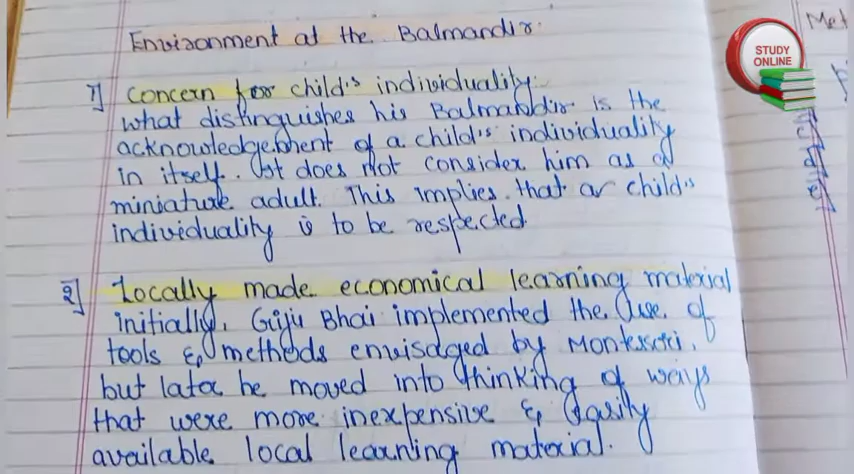 Environment at the Balmandir.
१] Concern for child's individuality:
what distinguishes his Balmandir is the
acknowledgement of a child's individuality
in itself. It does not consider him as a
miniature adult. This implies that a child's
individuality is to be respected
२] Locally made economical learning material
initially, Giju Bhai implemented the use of
tools & methods envisaged by Montessori,
but later he moved into thinking of ways
that were more inexpensive & easily
available local learning material.
STUDY
ONLINE
Met